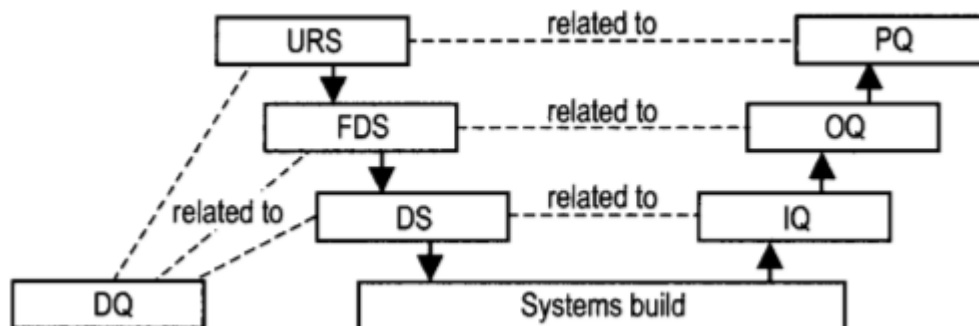 URS
related to
PQ
FDS
related to
OQ
related to
DS
related to
IQ
DQ
Systems build